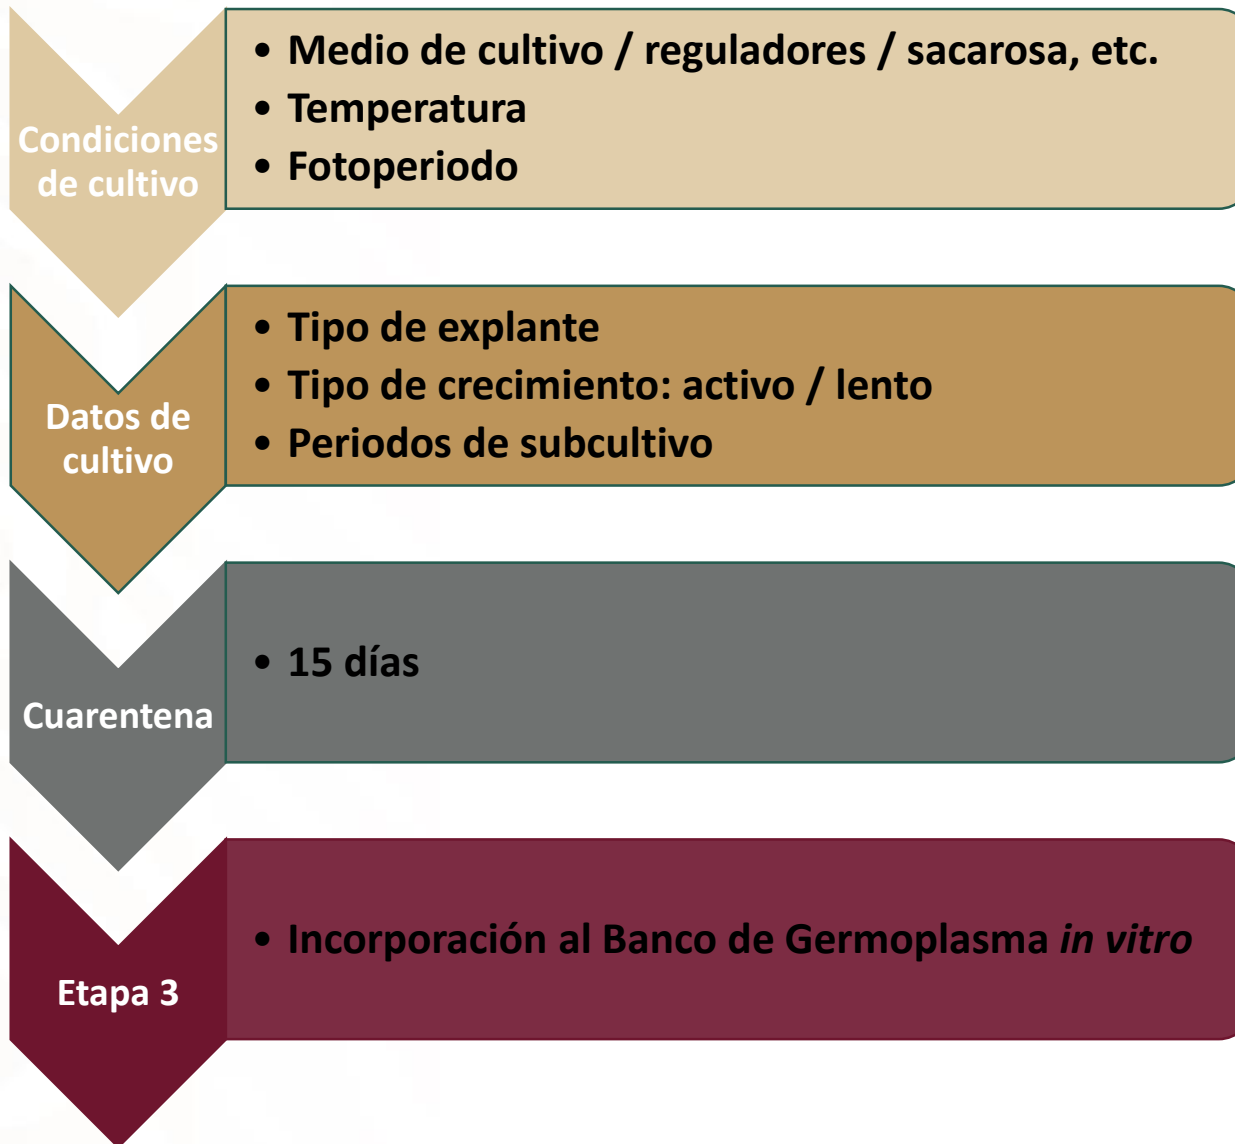 Condiciones
de cultivo
• Medio de cultivo / reguladores / sacarosa, etc.
• Temperatura
• Fotoperiodo
Datos de
cultivo
• Tipo de explante
• Tipo de crecimiento: activo / lento
• Periodos de subcultivo
Cuarentena
• 15 días
Etapa 3
• Incorporación al Banco de Germoplasma in vitro